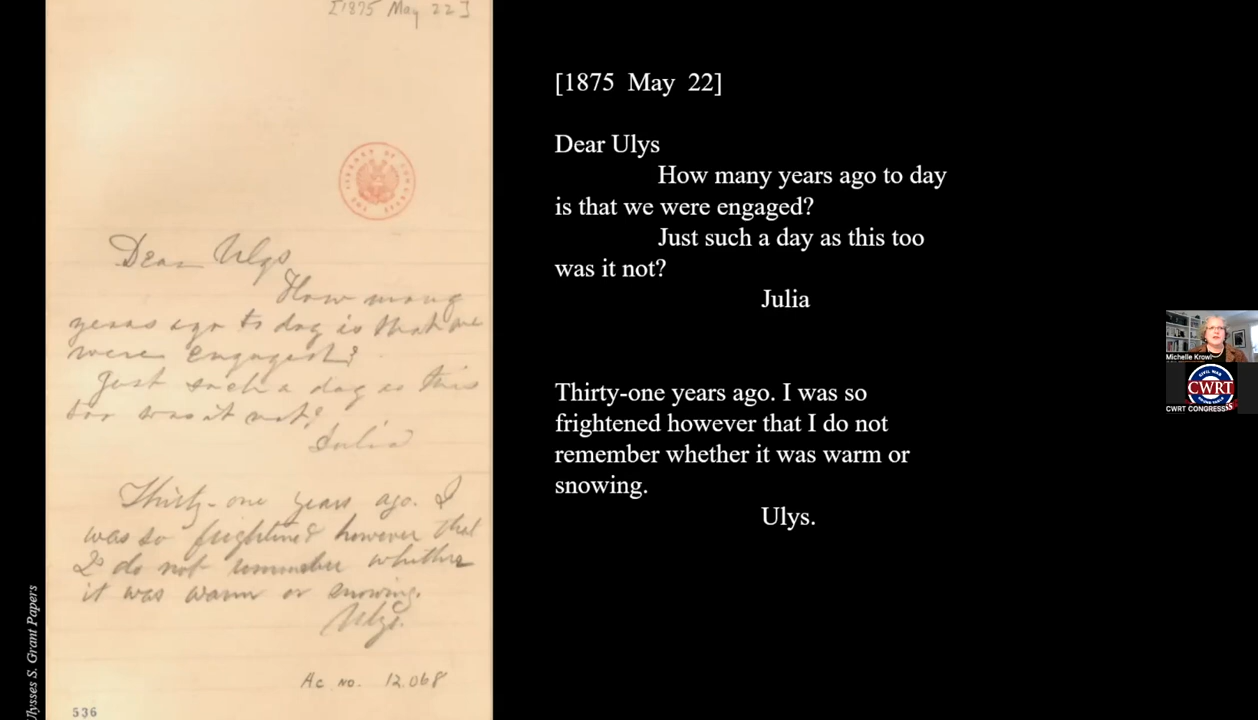 [1875 May 22]
LIBRARY OF CONGRESS
Dear Ulys
How many
years ago to day is that we
were engaged?
Just such a day as this
too was it not?
Julia
Thirty-one years ago. I
was so frightened however that
I do not remember whether
it was warm or snowing.
Ulys.
Ac. no. 12.068
536
Ulysses S. Grant Papers
[1875 May 22]
Dear Ulys
How many years ago to day
is that we were engaged?
Just such a day as this too
was it not?
Julia
Thirty-one years ago. I was so
frightened however that I do not
remember whether it was warm or
snowing.
Ulys.
Michelle Krowl
CIVIL WAR
CWRT
CWRT CONGRESS